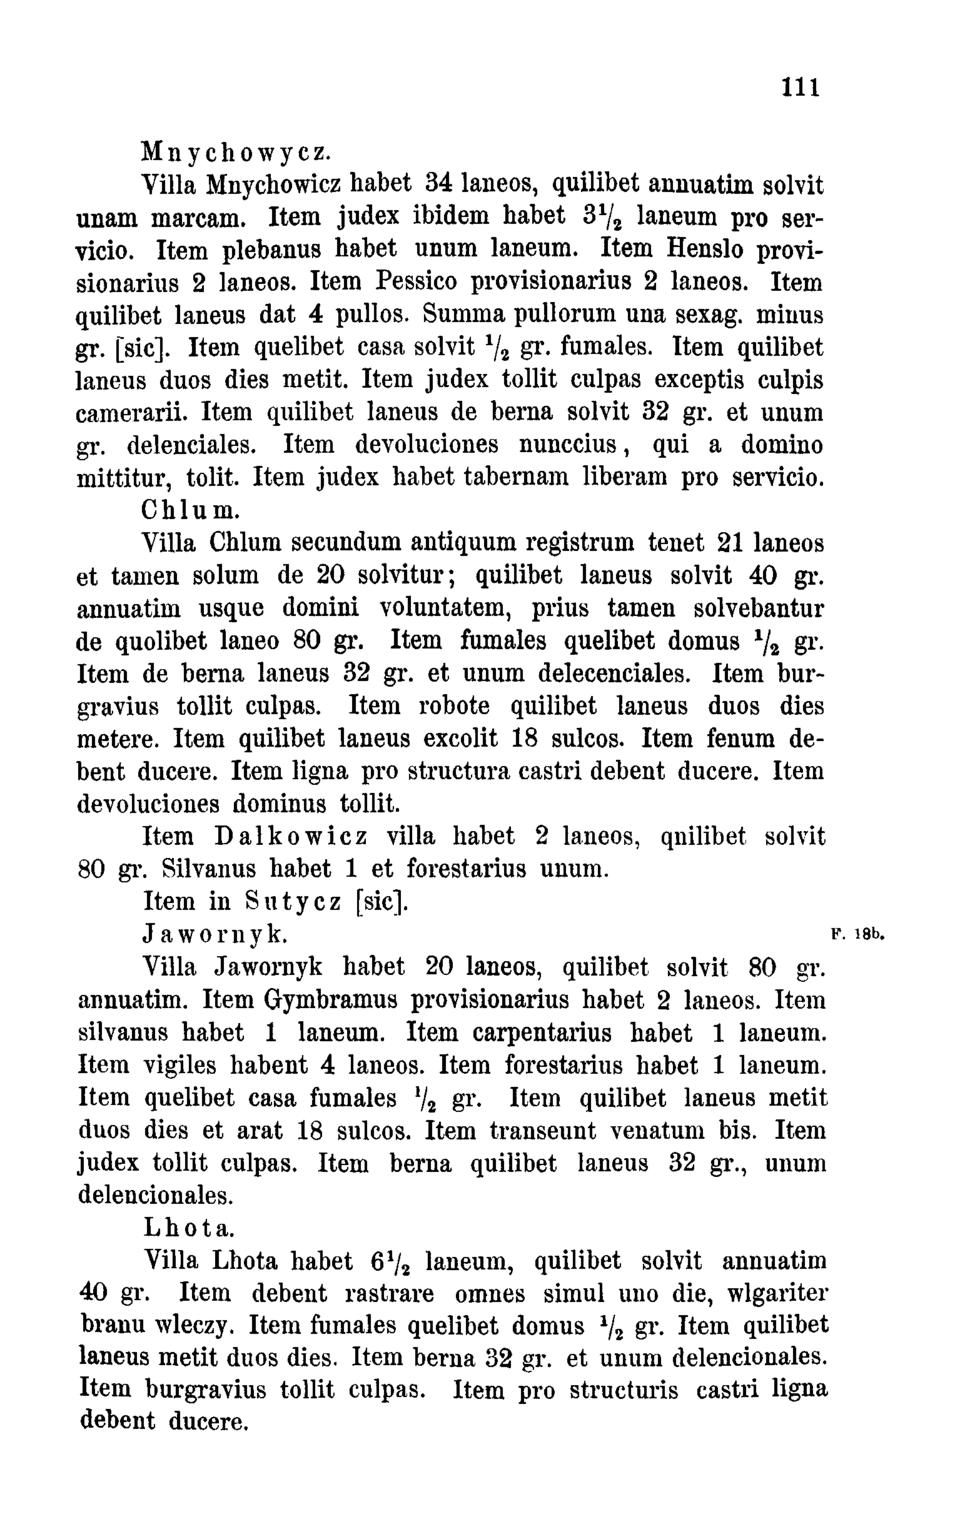 111
Mnychowycz.
Villa Mnychowicz habet 34 laneos, quilibet annuatim solvit
unam marcam. Item judex ibidem habet 3½ laneum pro ser-
vicio. Item plebanus habet unum laneum. Item Henslo provi-
sionarius 2 laneos. Item Pessico provisionarius 2 laneos. Item
quilibet laneus dat 4 pullos. Summa pullorum una sexag. minus
gr. [sic]. Item quelibet casa solvit ½ gr. fumales. Item quilibet
laneus duos dies metit. Item judex tollit culpas exceptis culpis
camerarii. Item quilibet laneus de berna solvit 32 gr. et unum
gr. delenciales. Item devoluciones nunccius, qui a domino
mittitur, tolit. Item judex habet tabernam liberam pro servicio.
Chlum.
Villa Chlum secundum antiquum registrum tenet 21 laneos
et tamen solum de 20 solvitur; quilibet laneus solvit 40 gr.
annuatim usque domini voluntatem, prius tamen solvebantur
de quolibet laneo 80 gr. Item fumales quelibet domus ½ gr.
Item de berna laneus 32 gr. et unum delecenciales. Item bur-
gravius tollit culpas. Item robote quilibet laneus duos dies
metere. Item quilibet laneus excolit 18 sulcos. Item fenum de-
bent ducere. Item ligna pro structura castri debent ducere. Item
devoluciones dominus tollit.
Item Dalkowicz villa habet 2 laneos, qnilibet solvit
80 gr. Silvanus habet 1 et forestarius unum.
Item in Sutycz [sic].
Jawornyk. F. 18b.
Villa Jawornyk habet 20 laneos, quilibet solvit 80 gr.
annuatim. Item Gymbramus provisionarius habet 2 laneos. Item
silvanus habet 1 laneum. Item carpentarius habet 1 laneum.
Item vigiles habent 4 laneos. Item forestarius habet 1 laneum.
Item quelibet casa fumales ½ gr. Item quilibet laneus metit
duos dies et arat 18 sulcos. Item transeunt venatum bis. Item
judex tollit culpas. Item berna quilibet laneus 32 gr., unum
delencionales.
Lhota.
Villa Lhota habet 6½ laneum, quilibet solvit annuatim
40 gr. Item debent rastrare omnes simul uno die, wlgariter
branu wleczy. Item fumales quelibet domus ½ gr. Item quilibet
laneus metit duos dies. Item berna 32 gr. et unum delencionales.
Item burgravius tollit culpas. Item pro structuris castri ligna
debent ducere.